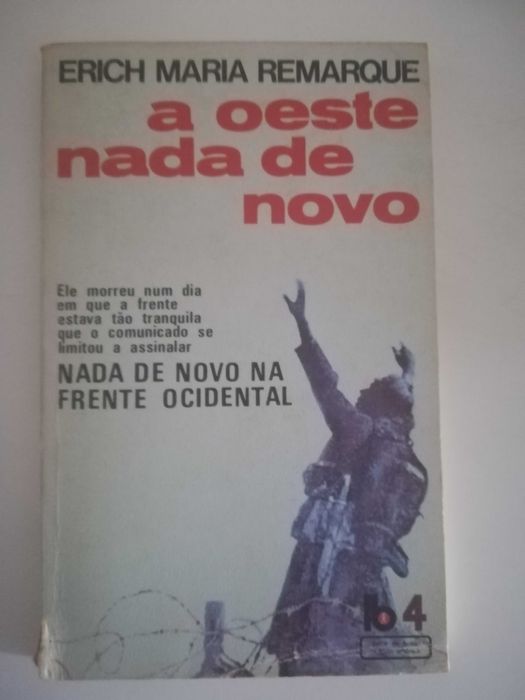 ERICH MARIA REMARQUE
a oeste
nada de
novo
Ele morreu num dia
em que a frente
estava tão tranquila
que o comunicado se
limitou a assinalar
NADA DE NOVO NA
FRENTE OCIDENTAL
4